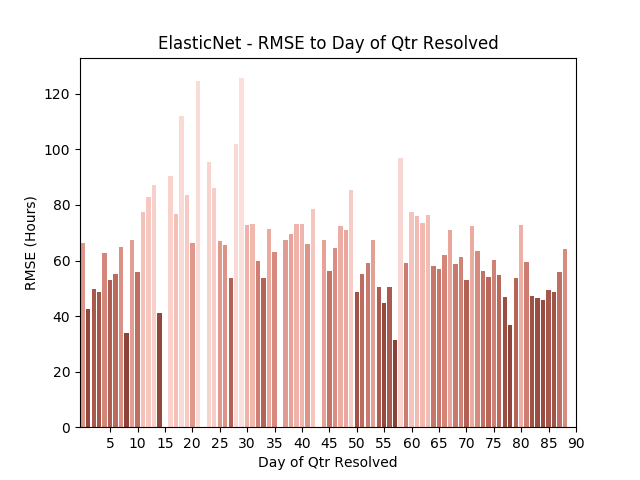 ElasticNet - RMSE to Day of Qtr Resolved
RMSE (Hours)
120
100
80
60
40
20
0
5 10 15 20 25 30 35 40 45 50 55 60 65 70 75 80 85 90
Day of Qtr Resolved